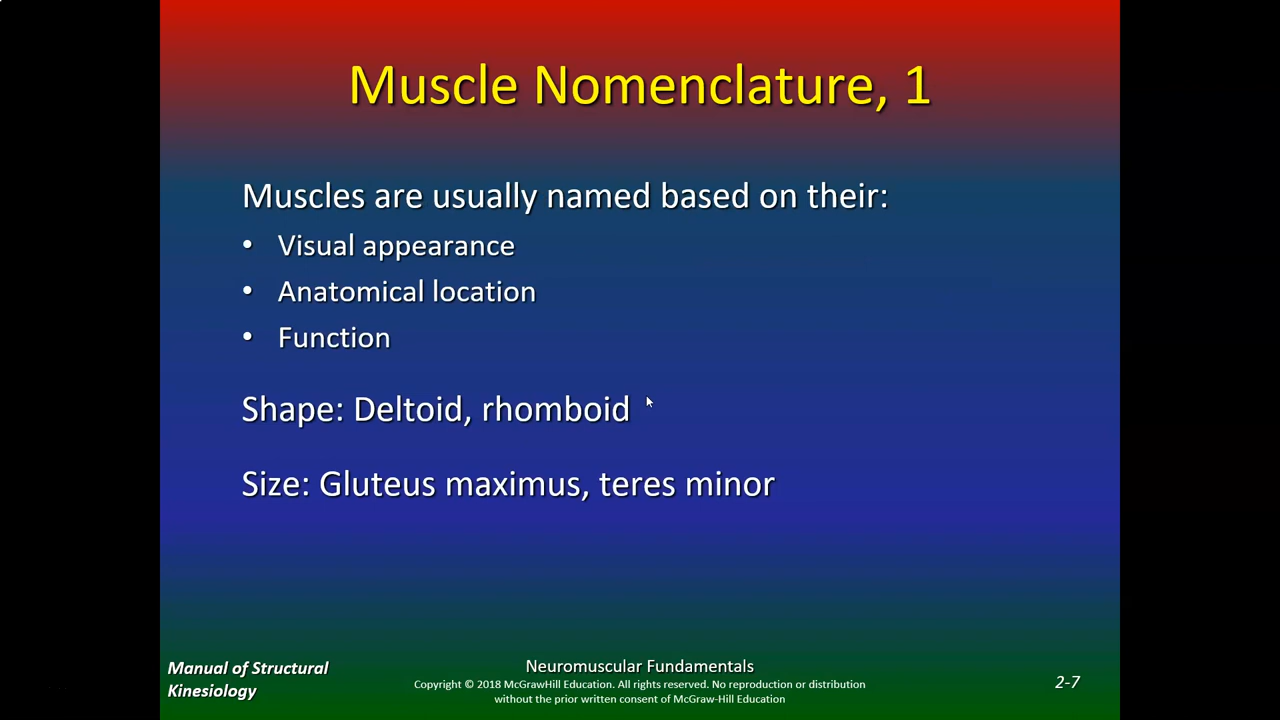 Muscle Nomenclature, 1
Muscles are usually named based on their:
• Visual appearance
• Anatomical location
• Function
Shape: Deltoid, rhomboid
Size: Gluteus maximus, teres minor
Manual of Structural
Kinesiology
Neuromuscular Fundamentals
Copyright © 2018 McGrawHill Education. All rights reserved. No reproduction or distribution
without the prior written consent of McGraw-Hill Education
2-7